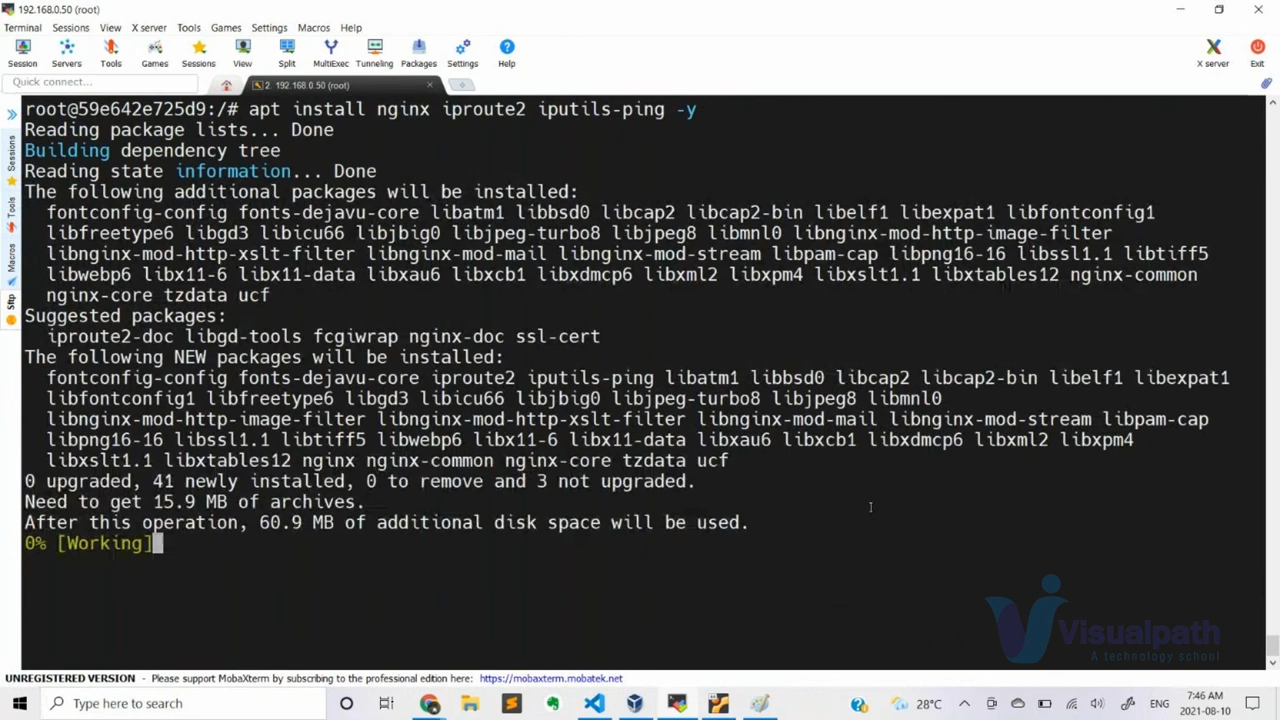 192.168.0.50 (root)
Terminal Sessions View X server Tools Games Settings Macros Help
Session Servers Tools Games Sessions View Split MultiExec Tunneling Packages Settings Help X server Exit
Quick connect...
2. 192.168.0.50 (root)
Sessions
Tools
Macros
Sftp
root@59e642e725d9:/# apt install nginx iproute2 iputils-ping -y
Reading package lists... Done
Building dependency tree
Reading state information... Done
The following additional packages will be installed:
fontconfig-config fonts-dejavu-core libatm1 libbsd0 libcap2 libcap2-bin libelf1 libexpat1 libfontconfig1
libfreetype6 libgd3 libicu66 libjbig0 libjpeg-turbo8 libjpeg8 libmnl0 libnginx-mod-http-image-filter
libnginx-mod-http-xslt-filter libnginx-mod-mail libnginx-mod-stream libpam-cap libpng16-16 libssl1.1 libtiff5
libwebp6 libx11-6 libx11-data libxau6 libxcb1 libxdmcp6 libxml2 libxpm4 libxslt1.1 libxtables12 nginx-common
nginx-core tzdata ucf
Suggested packages:
iproute2-doc libgd-tools fcgiwrap nginx-doc ssl-cert
The following NEW packages will be installed:
fontconfig-config fonts-dejavu-core iproute2 iputils-ping libatm1 libbsd0 libcap2 libcap2-bin libelf1 libexpat1
libfontconfig1 libfreetype6 libgd3 libicu66 libjbig0 libjpeg-turbo8 libjpeg8 libmnl0
libnginx-mod-http-image-filter libnginx-mod-http-xslt-filter libnginx-mod-mail libnginx-mod-stream libpam-cap
libpng16-16 libssl1.1 libtiff5 libwebp6 libx11-6 libx11-data libxau6 libxcb1 libxdmcp6 libxml2 libxpm4
libxslt1.1 libxtables12 nginx nginx-common nginx-core tzdata ucf
0 upgraded, 41 newly installed, 0 to remove and 3 not upgraded.
Need to get 15.9 MB of archives.
After this operation, 60.9 MB of additional disk space will be used.
0% [Working]
Visualpath
A technology school
UNREGISTERED VERSION - Please support MobaXterm by subscribing to the professional edition here: https://mobaxterm.mobatek.net
Type here to search
28°C
ENG
7:46 AM
2021-08-10